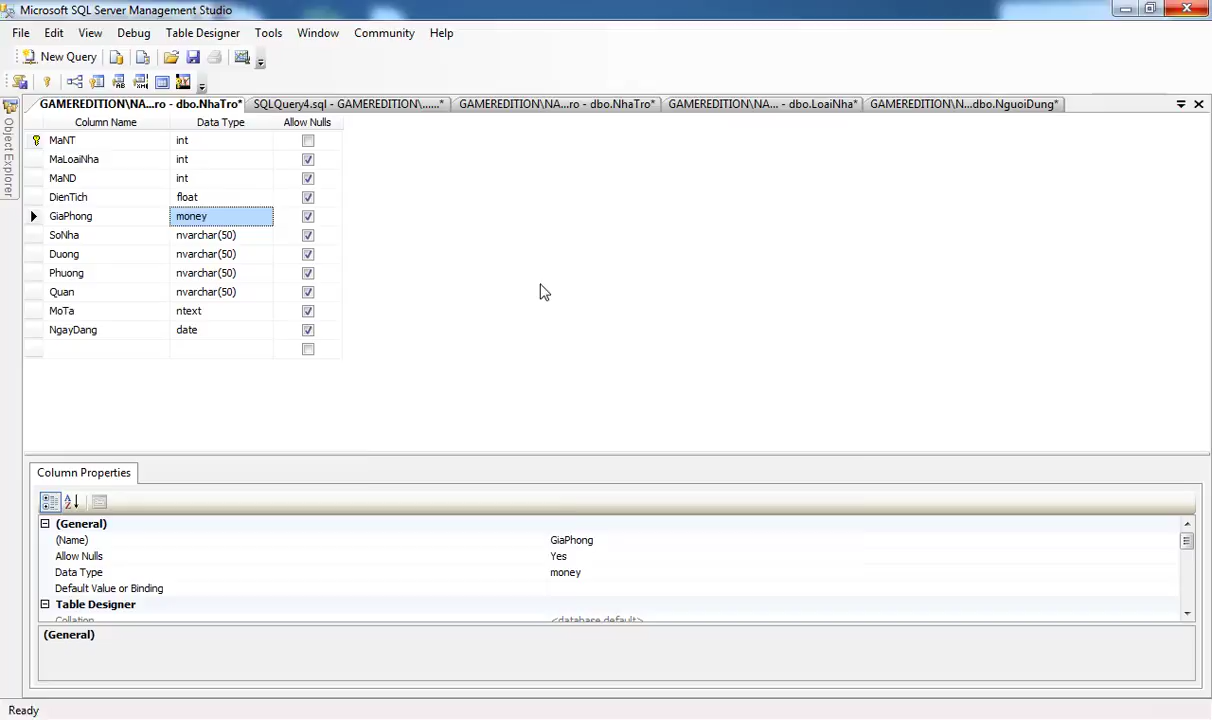 Microsoft SQL Server Management Studio
File Edit View Debug Table Designer Tools Window Community Help
New Query
GAMEREDITION\NA...ro - dbo.NhaTro* SQLQuery4.sql - GAMEREDITION\......* GAMEREDITION\NA...ro - dbo.NhaTro* GAMEREDITION\NA... - dbo.LoaiNha* GAMEREDITION\N...dbo.NguoiDung*
Object Explorer
Column Name Data Type Allow Nulls
MaNT int
MaLoaiNha int
MaND int
DienTich float
GiaPhong money
SoNha nvarchar(50)
Duong nvarchar(50)
Phuong nvarchar(50)
Quan nvarchar(50)
MoTa ntext
NgayDang date
Column Properties
(General)
(Name) GiaPhong
Allow Nulls Yes
Data Type money
Default Value or Binding
Table Designer
Collation <database default>
(General)
Ready